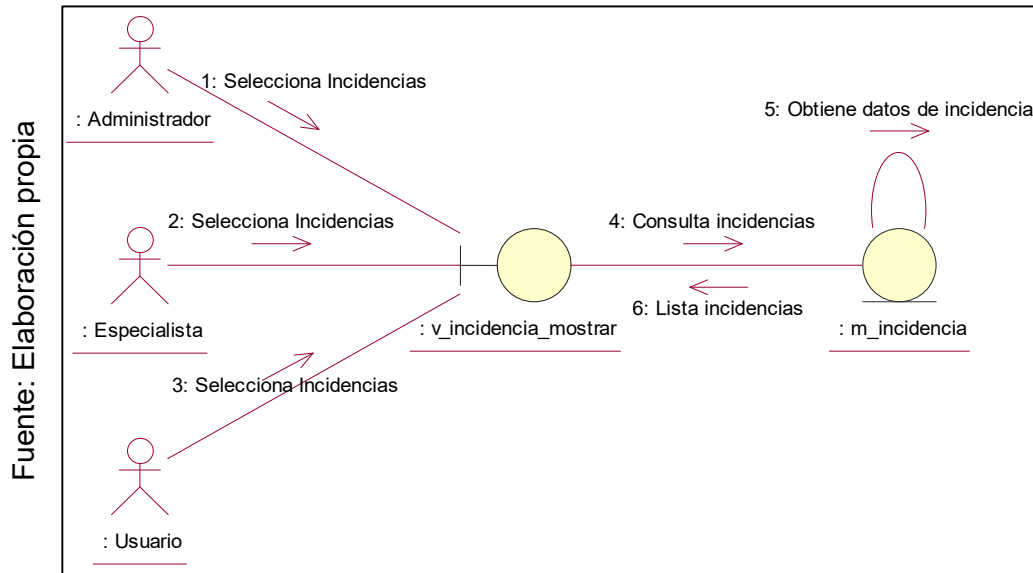 Fuente: Elaboración propia
1: Selecciona Incidencias
: Administrador
5: Obtiene datos de incidencia
2: Selecciona Incidencias
4: Consulta incidencias
6: Lista incidencias
: Especialista
: v_incidencia_mostrar
: m_incidencia
3: Selecciona Incidencias
: Usuario